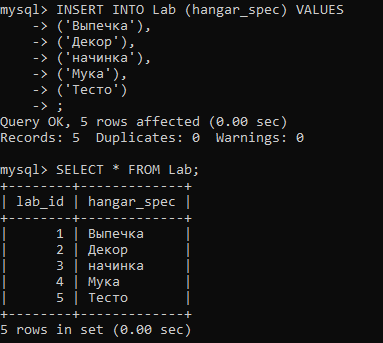 mysql> INSERT INTO Lab (hangar_spec) VALUES
    -> ('Выпечка'),
    -> ('Декор'),
    -> ('начинка'),
    -> ('Мука'),
    -> ('Тесто')
    -> ;
Query OK, 5 rows affected (0.00 sec)
Records: 5  Duplicates: 0  Warnings: 0

mysql> SELECT * FROM Lab;
+--------+-------------+
| lab_id | hangar_spec |
+--------+-------------+
|      1 | Выпечка     |
|      2 | Декор       |
|      3 | начинка     |
|      4 | Мука        |
|      5 | Тесто       |
+--------+-------------+
5 rows in set (0.00 sec)